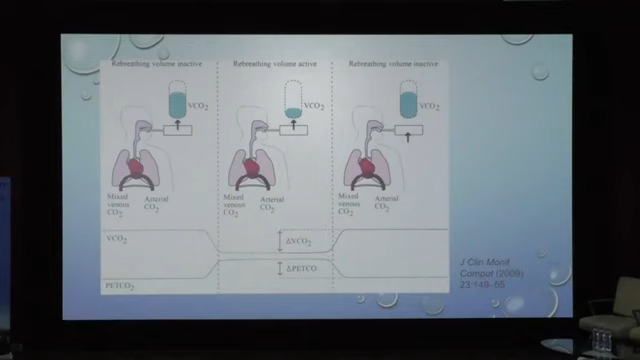 Rebreathing volume inactive
Rebreathing volume active
Rebreathing volume inactive
VCO₂
VCO₂
VCO₂
Mixed venous CO₂
Arterial CO₂
Mixed venous CO₂
Arterial CO₂
Mixed venous CO₂
Arterial CO₂
VCO₂
ΔVCO₂
ΔPETCO
PETCO₂
J Clin Monit
Comput (2009)
23:149–55